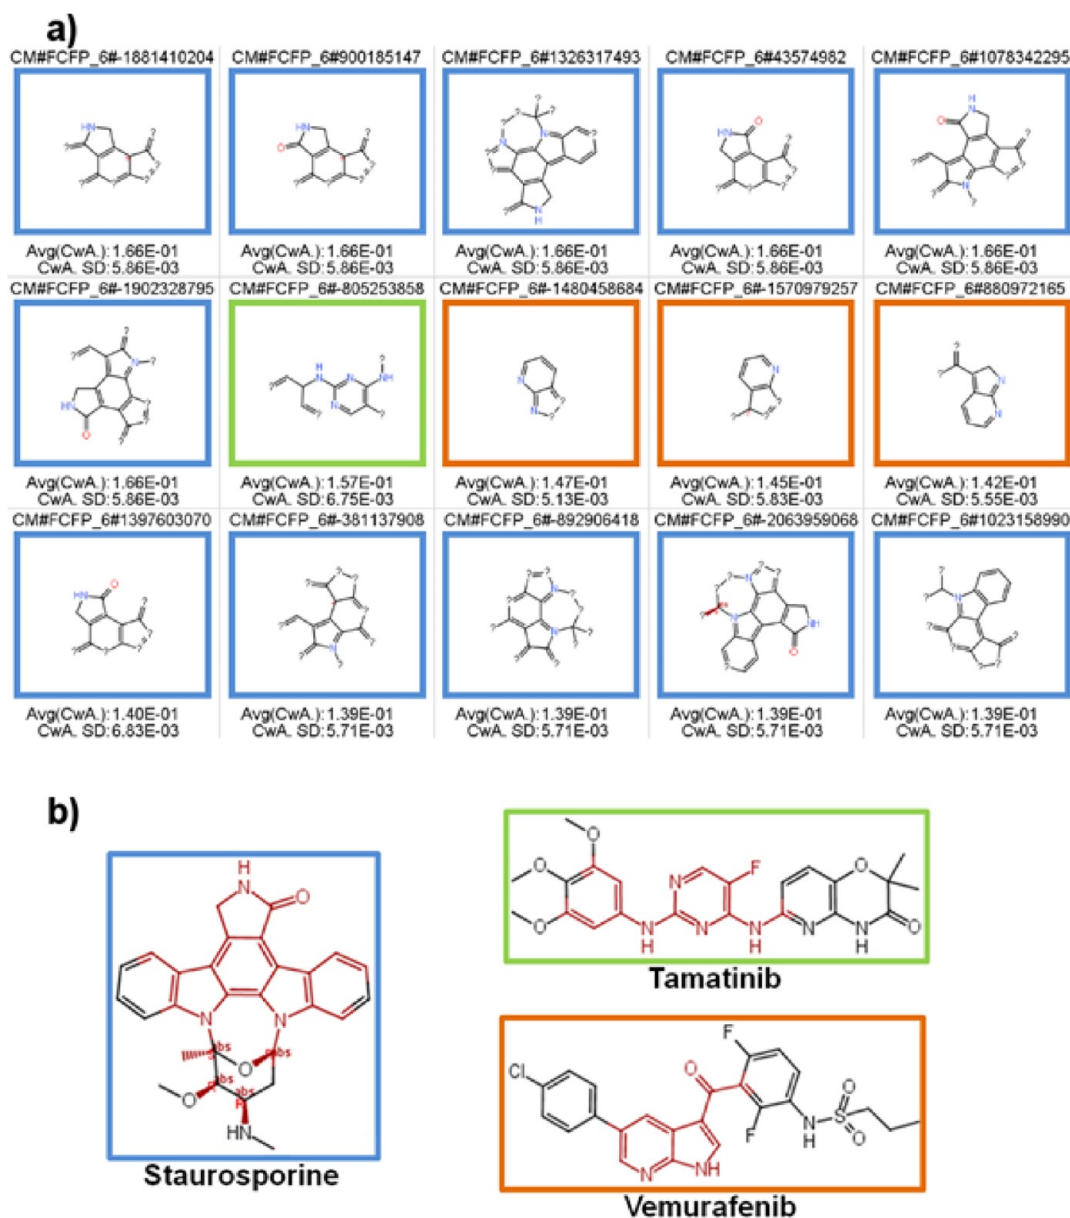 a)
CM#FCFP_6#-1881410204 CM#FCFP_6#900185147 CM#FCFP_6#1326317493 CM#FCFP_6#43574982 CM#FCFP_6#1078342295
Avg(CwA.):1.66E-01 Avg(CwA.):1.66E-01 Avg(CwA.):1.66E-01 Avg(CwA.):1.66E-01 Avg(CwA.):1.66E-01
CwA. SD:5.86E-03 CwA. SD:5.86E-03 CwA. SD:5.86E-03 CwA. SD:5.86E-03 CwA. SD:5.86E-03
CM#FCFP_6#-1902328795 CM#FCFP_6#-805253858 CM#FCFP_6#-1480458684 CM#FCFP_6#-1570979257 CM#FCFP_6#880972165
Avg(CwA.):1.66E-01 Avg(CwA.):1.57E-01 Avg(CwA.):1.47E-01 Avg(CwA.):1.45E-01 Avg(CwA.):1.42E-01
CwA. SD:5.86E-03 CwA. SD:6.75E-03 CwA. SD:5.13E-03 CwA. SD:5.83E-03 CwA. SD:5.55E-03
CM#FCFP_6#1397603070 CM#FCFP_6#-381137908 CM#FCFP_6#-892906418 CM#FCFP_6#-2063959068 CM#FCFP_6#1023158990
Avg(CwA.):1.40E-01 Avg(CwA.):1.39E-01 Avg(CwA.):1.39E-01 Avg(CwA.):1.39E-01 Avg(CwA.):1.39E-01
CwA. SD:6.83E-03 CwA. SD:5.71E-03 CwA. SD:5.71E-03 CwA. SD:5.71E-03 CwA. SD:5.71E-03
b)
Tamatinib
Staurosporine
Vemurafenib